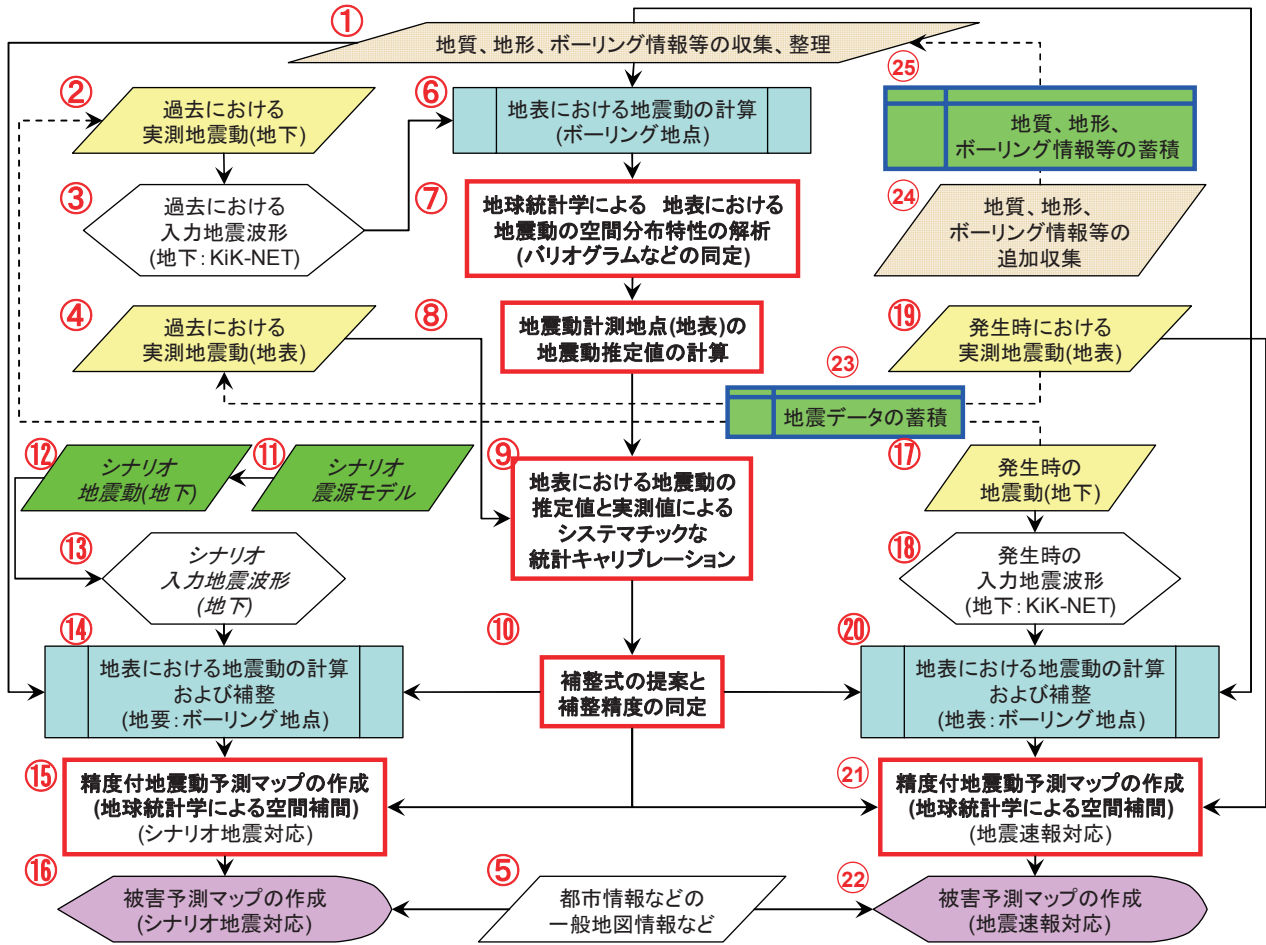 ①
地質、地形、ボーリング情報等の収集、整理
②
過去における
実測地震動(地下)
③
過去における
入力地震波形
(地下：KiK-NET)
④
過去における
実測地震動(地表)
⑥
地表における地震動の計算
(ボーリング地点)
⑦
地球統計学による　地表における
地震動の空間分布特性の解析
(バリオグラムなどの同定)
⑧
地震動計測地点(地表)の
地震動推定値の計算
㉕
地質、地形、
ボーリング情報等の蓄積
㉔
地質、地形、
ボーリング情報等の
追加収集
⑲
発生時における
実測地震動(地表)
㉓
地震データの蓄積
⑫
シナリオ
地震動(地下)
⑪
シナリオ
震源モデル
⑨
地表における地震動の
推定値と実測値による
システマチックな
統計キャリブレーション
⑰
発生時の
地震動(地下)
⑬
シナリオ
入力地震波形
(地下)
⑱
発生時の
入力地震波形
(地下：KiK-NET)
⑭
地表における地震動の計算
および補整
(地要：ボーリング地点)
⑩
補整式の提案と
補整精度の同定
⑳
地表における地震動の計算
および補整
(地表：ボーリング地点)
⑮
精度付地震動予測マップの作成
(地球統計学による空間補間)
(シナリオ地震対応)
㉑
精度付地震動予測マップの作成
(地球統計学による空間補間)
(地震速報対応)
⑯
被害予測マップの作成
(シナリオ地震対応)
⑤
都市情報などの
一般地図情報など
㉒
被害予測マップの作成
(地震速報対応)